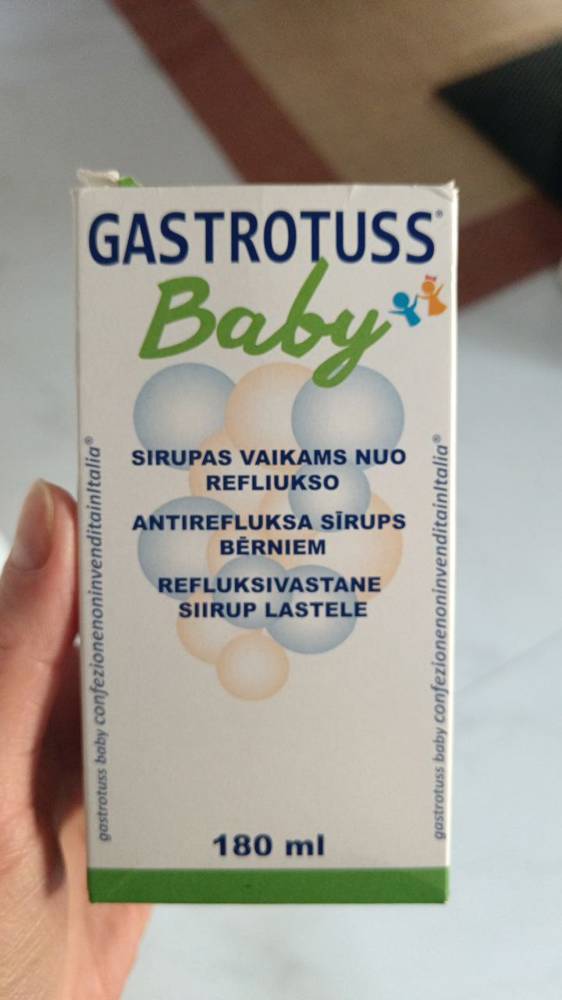 GASTROTUSS®
Baby
SIRUPAS VAIKAMS NUO
REFLIUKSO
ANTIREFLUKSA SĪRUPS
BĒRNIEM
REFLUKSIVASTANE
SIIRUP LASTELE
180 ml
gastrotuss baby confezionenoninvenditainItalia®
gastrotuss baby confezionenoninvenditainItalia®